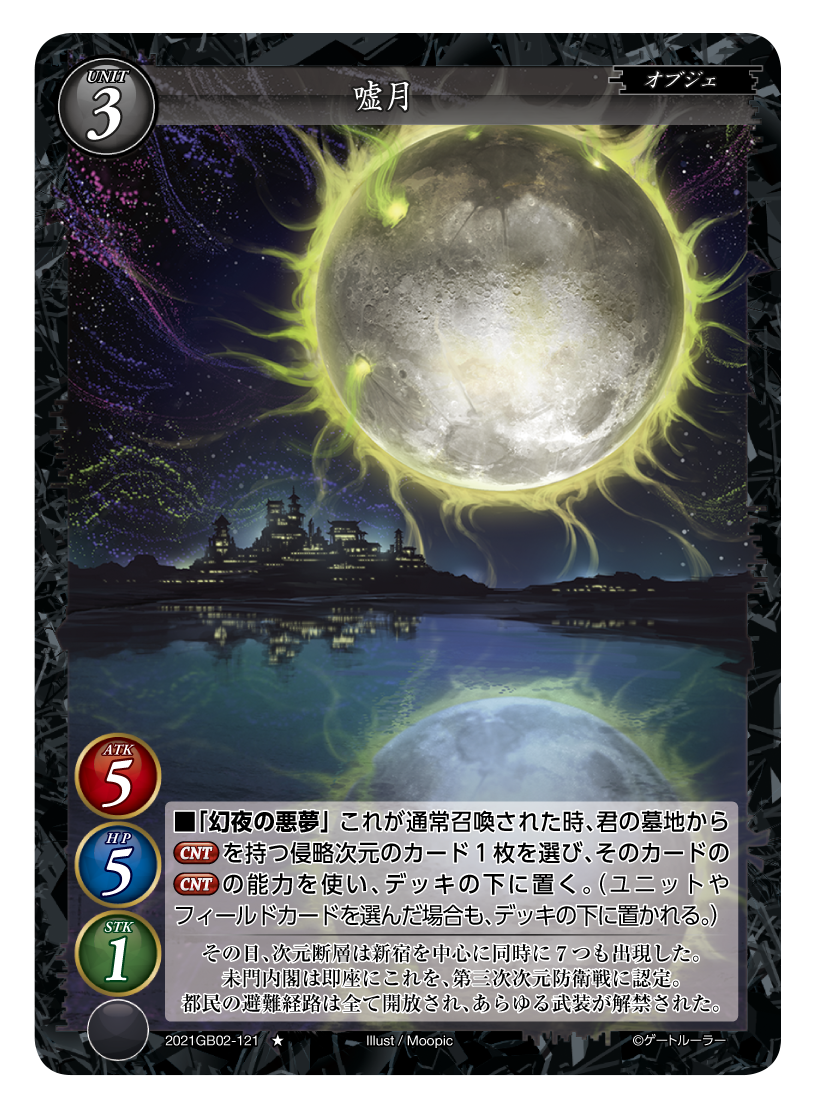 UNIT
3
嘘月
オブジェ
ATK
5
HP
5
STK
1
■「幻夜の悪夢」これが通常召喚された時、君の墓地から
CNTを持つ侵略次元のカード1枚を選び、そのカードの
CNTの能力を使い、デッキの下に置く。（ユニットや
フィールドカードを選んだ場合も、デッキの下に置かれる。）
その日、次元断層は新宿を中心に同時に7つも出現した。
未門内閣は即座にこれを、第三次次元防衛戦に認定。
都民の避難経路は全て開放され、あらゆる武装が解禁された。
2021GB02-121 ★
Illust / Moopic
©ゲートルーラー